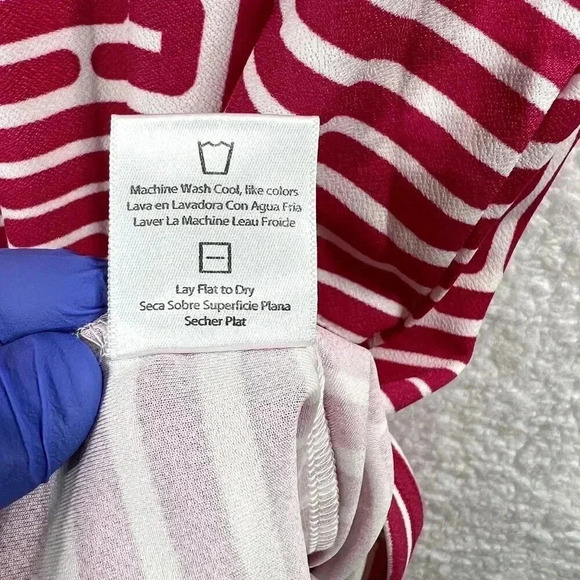 Machine Wash Cool, like colors
Lava en Lavadora Con Agua Fria
Laver La Machine Leau Froide
Lay Flat to Dry
Seca Sobre Superficie Plana
Secher Plat